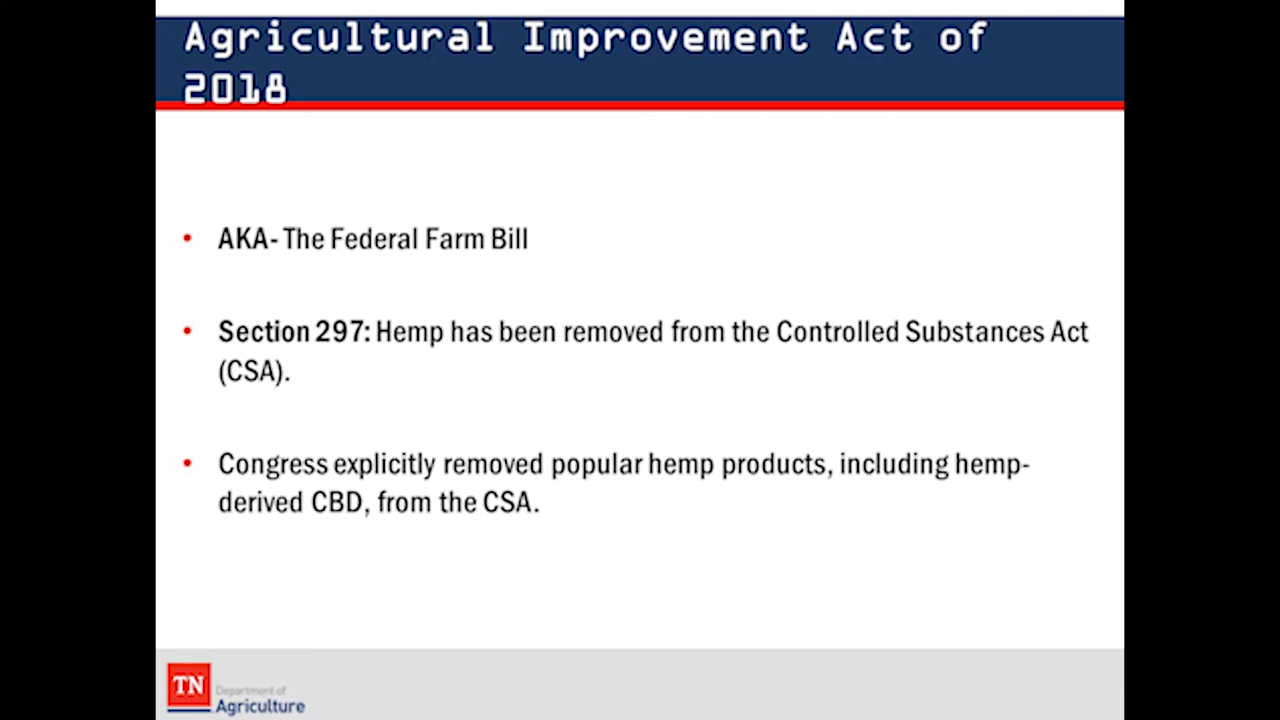 Agricultural Improvement Act of
2018
• AKA- The Federal Farm Bill
• Section 297: Hemp has been removed from the Controlled Substances Act
(CSA).
• Congress explicitly removed popular hemp products, including hemp-
derived CBD, from the CSA.
TN
Department of
Agriculture